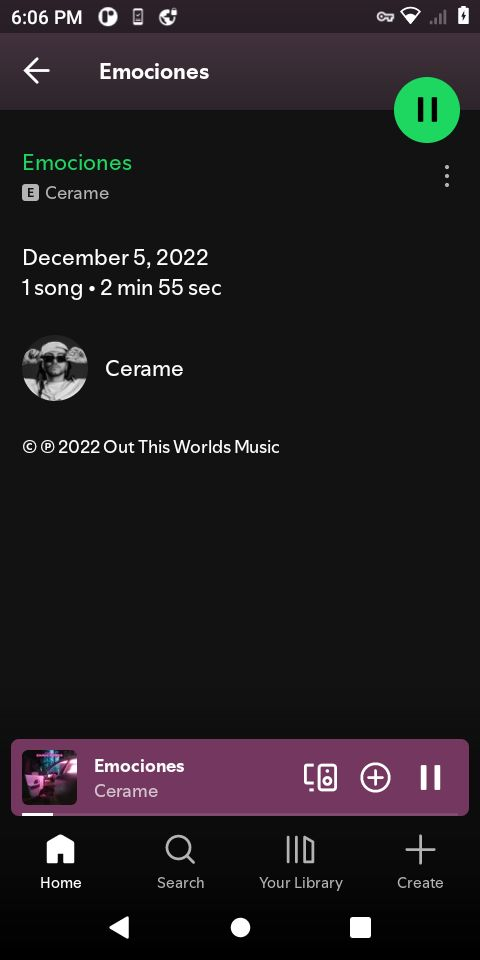 6:06 PM
Emociones
Emociones
E Cerame
December 5, 2022
1 song • 2 min 55 sec
Cerame
© ℗ 2022 Out This Worlds Music
Emociones
Cerame
Home
Search
Your Library
Create